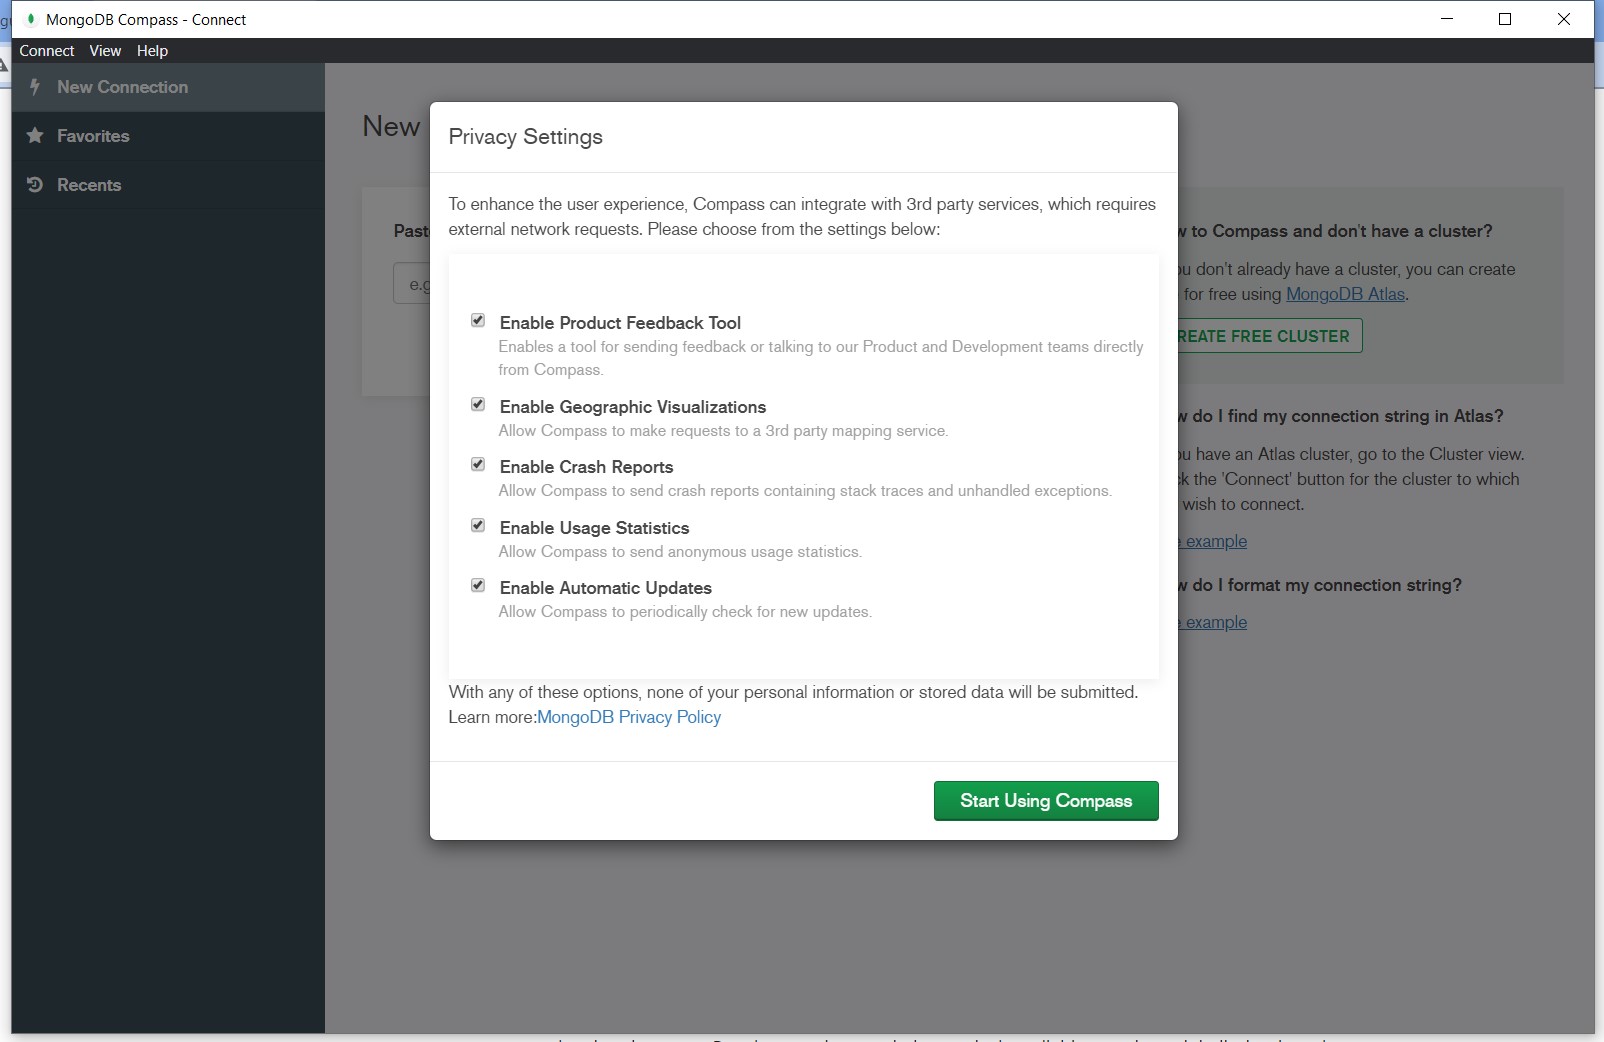 MongoDB Compass - Connect
Connect View Help
New Connection
Favorites
Recents
New
Privacy Settings
To enhance the user experience, Compass can integrate with 3rd party services, which requires
external network requests. Please choose from the settings below:
Enable Product Feedback Tool
Enables a tool for sending feedback or talking to our Product and Development teams directly
from Compass.
Enable Geographic Visualizations
Allow Compass to make requests to a 3rd party mapping service.
Enable Crash Reports
Allow Compass to send crash reports containing stack traces and unhandled exceptions.
Enable Usage Statistics
Allow Compass to send anonymous usage statistics.
Enable Automatic Updates
Allow Compass to periodically check for new updates.
With any of these options, none of your personal information or stored data will be submitted.
Learn more:MongoDB Privacy Policy
Start Using Compass
Past
e.g
w to Compass and don't have a cluster?
ou don't already have a cluster, you can create
for free using MongoDB Atlas.
REATE FREE CLUSTER
w do I find my connection string in Atlas?
ou have an Atlas cluster, go to the Cluster view.
ck the 'Connect' button for the cluster to which
wish to connect.
e example
w do I format my connection string?
e example